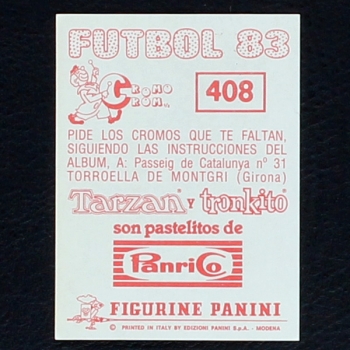 FUTBOL 83
CROMO
CROM
408
PIDE LOS CROMOS QUE TE FALTAN,
SIGUIENDO LAS INSTRUCCIONES DEL
ALBUM, A: Passeig de Catalunya nº 31
TORROELLA DE MONTGRI (Girona)
Tarzan Y tronkito
son pastelitos de
PanriCo
FIGURINE PANINI
© PRINTED IN ITALY BY EDIZIONI PANINI S.p.A. - MODENA